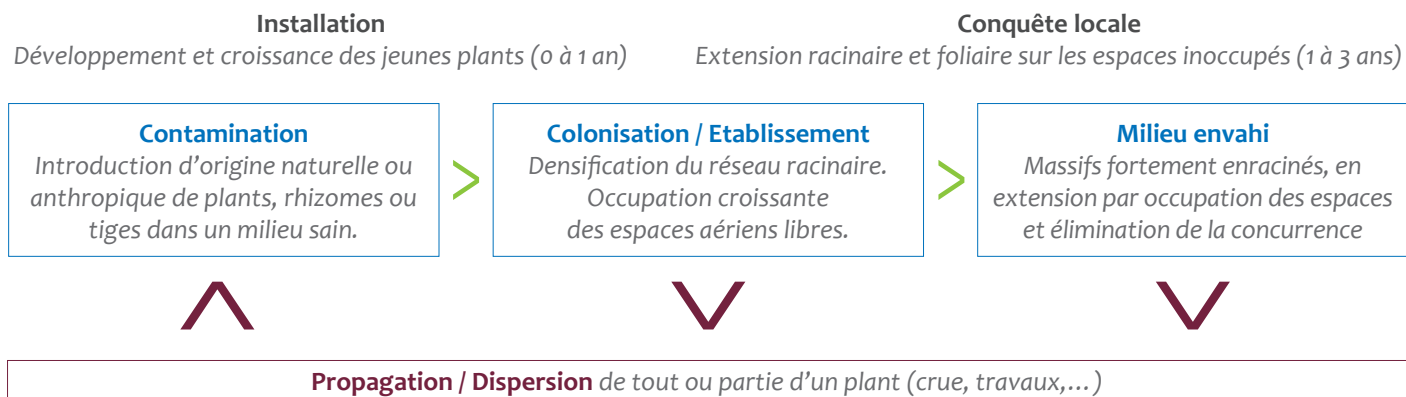 Installation
Développement et croissance des jeunes plants (0 à 1 an)
Conquête locale
Extension racinaire et foliaire sur les espaces inoccupés (1 à 3 ans)
Contamination
Introduction d’origine naturelle ou
anthropique de plants, rhizomes ou
tiges dans un milieu sain.
>
Colonisation / Etablissement
Densification du réseau racinaire.
Occupation croissante
des espaces aériens libres.
>
Milieu envahi
Massifs fortement enracinés, en
extension par occupation des espaces
et élimination de la concurrence
Propagation / Dispersion de tout ou partie d’un plant (crue, travaux,…)